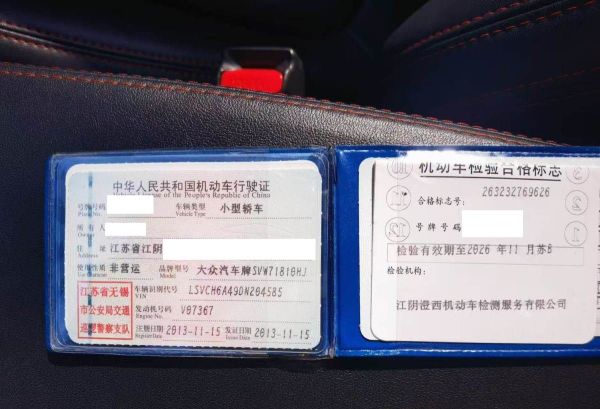 中华人民共和国机动车行驶证
License of the People's Republic of China
号牌号码
Plate No.
车辆类型 小型轿车
Vehicle Type
所有人
Owner
住址 江苏省江阴
Address
使用性质 非营运 品牌型号 大众汽车牌SVW71810HJ
Use Character Model
江苏省无锡
市公安局交通
巡逻警察支队
车辆识别代号 LSVCH6A49DN204585
VIN
发动机号码 V07367
Engine No.
注册日期 2013-11-15 发证日期 2013-11-15
Register Date Issue Date
机动车检验合格标志
263232769626
合格标志号:
号牌号码
检验有效期至2026 年 11 月 苏B
检验机构:
江阴澄西机动车检测服务有限公司
3
2
1